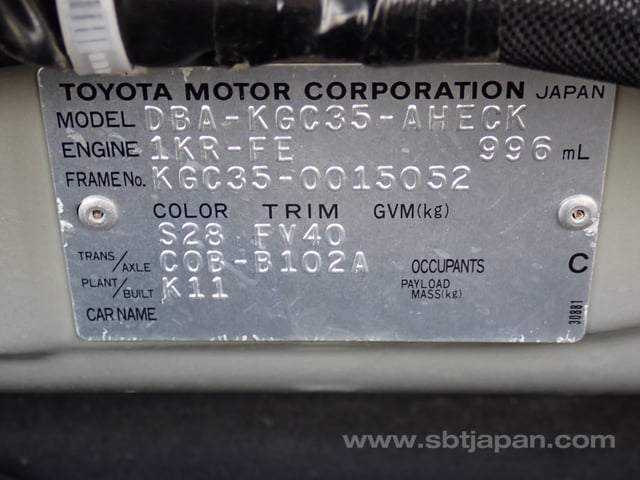 TOYOTA MOTOR CORPORATION JAPAN
MODEL DBA-KGC35-AHECK
ENGINE 1KR-FE 996 mL
FRAME No. KGC35-0015052
COLOR TRIM GVM(kg)
S28 FV40
TRANS/AXLE C0B-B102A OCCUPANTS C
PLANT/BUILT K11 PAYLOAD MASS(kg)
CAR NAME
30881
www.sbtjapan.com